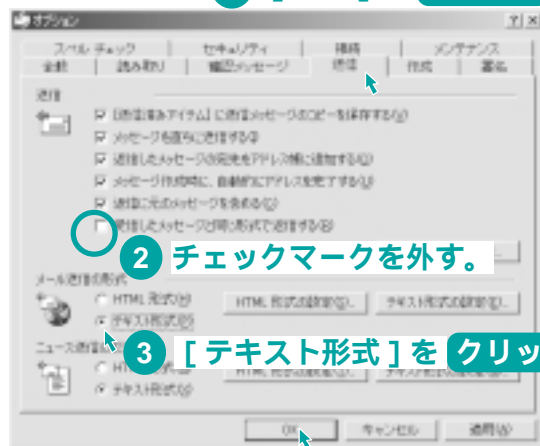 オプション
スペル チェック
セキュリティ
接続
メンテナンス
全般
読み取り
確認メッセージ
送信
作成
署名
送信
[送信済みアイテム] に送信メッセージのコピーを保存する(V)
メッセージを直ちに送信する(I)
返信したメッセージの宛先をアドレス帳に追加する(U)
メッセージ作成時に、自動的にアドレスを完了する(U)
返信に元のメッセージを含める(C)
受信したメッセージと同じ形式で返信する(R)
2 チェックマークを外す。
メール送信の形式
HTML 形式(H)
HTML 形式の設定(G)...
テキスト形式の設定(E)...
テキスト形式(P)
3 [ テキスト形式 ] を クリッ
ニュース送信
テキスト形式(X)
OK
キャンセル
適用(A)